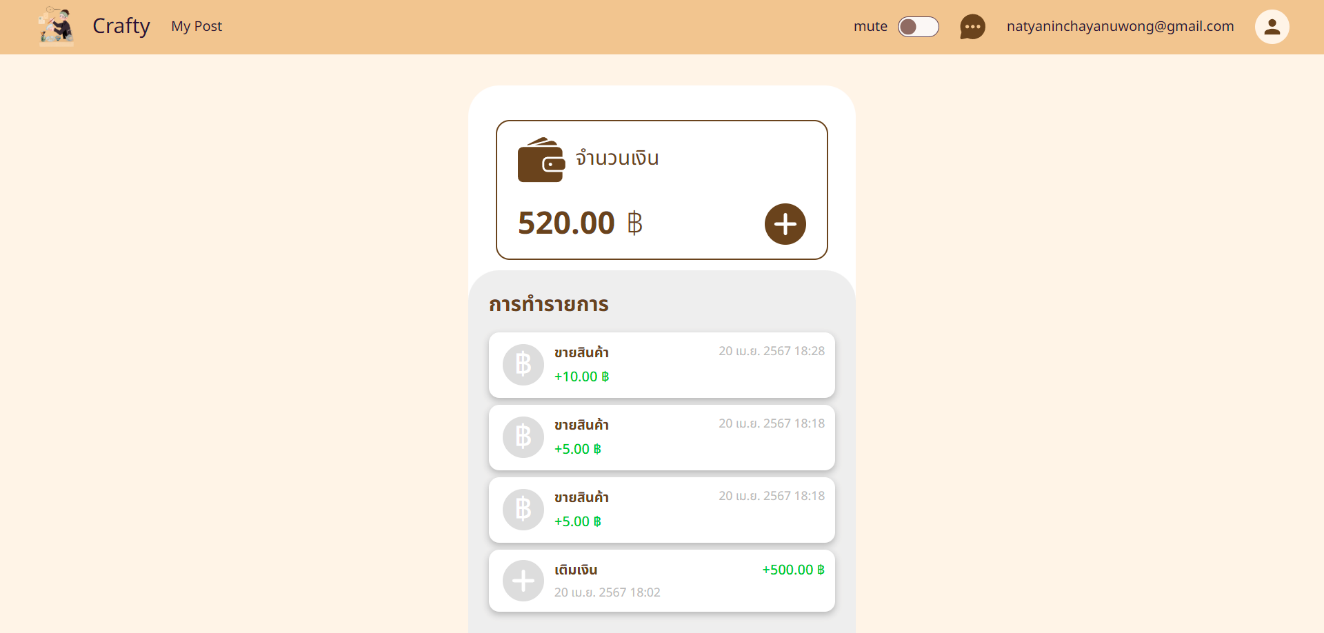 Crafty
My Post
mute
natyaninchayanuwong@gmail.com
จำนวนเงิน
520.00 ฿
การทำรายการ
฿
ขายสินค้า
20 เม.ย. 2567 18:28
+10.00 ฿
฿
ขายสินค้า
20 เม.ย. 2567 18:18
+5.00 ฿
฿
ขายสินค้า
20 เม.ย. 2567 18:18
+5.00 ฿
เติมเงิน
+500.00 ฿
20 เม.ย. 2567 18:02